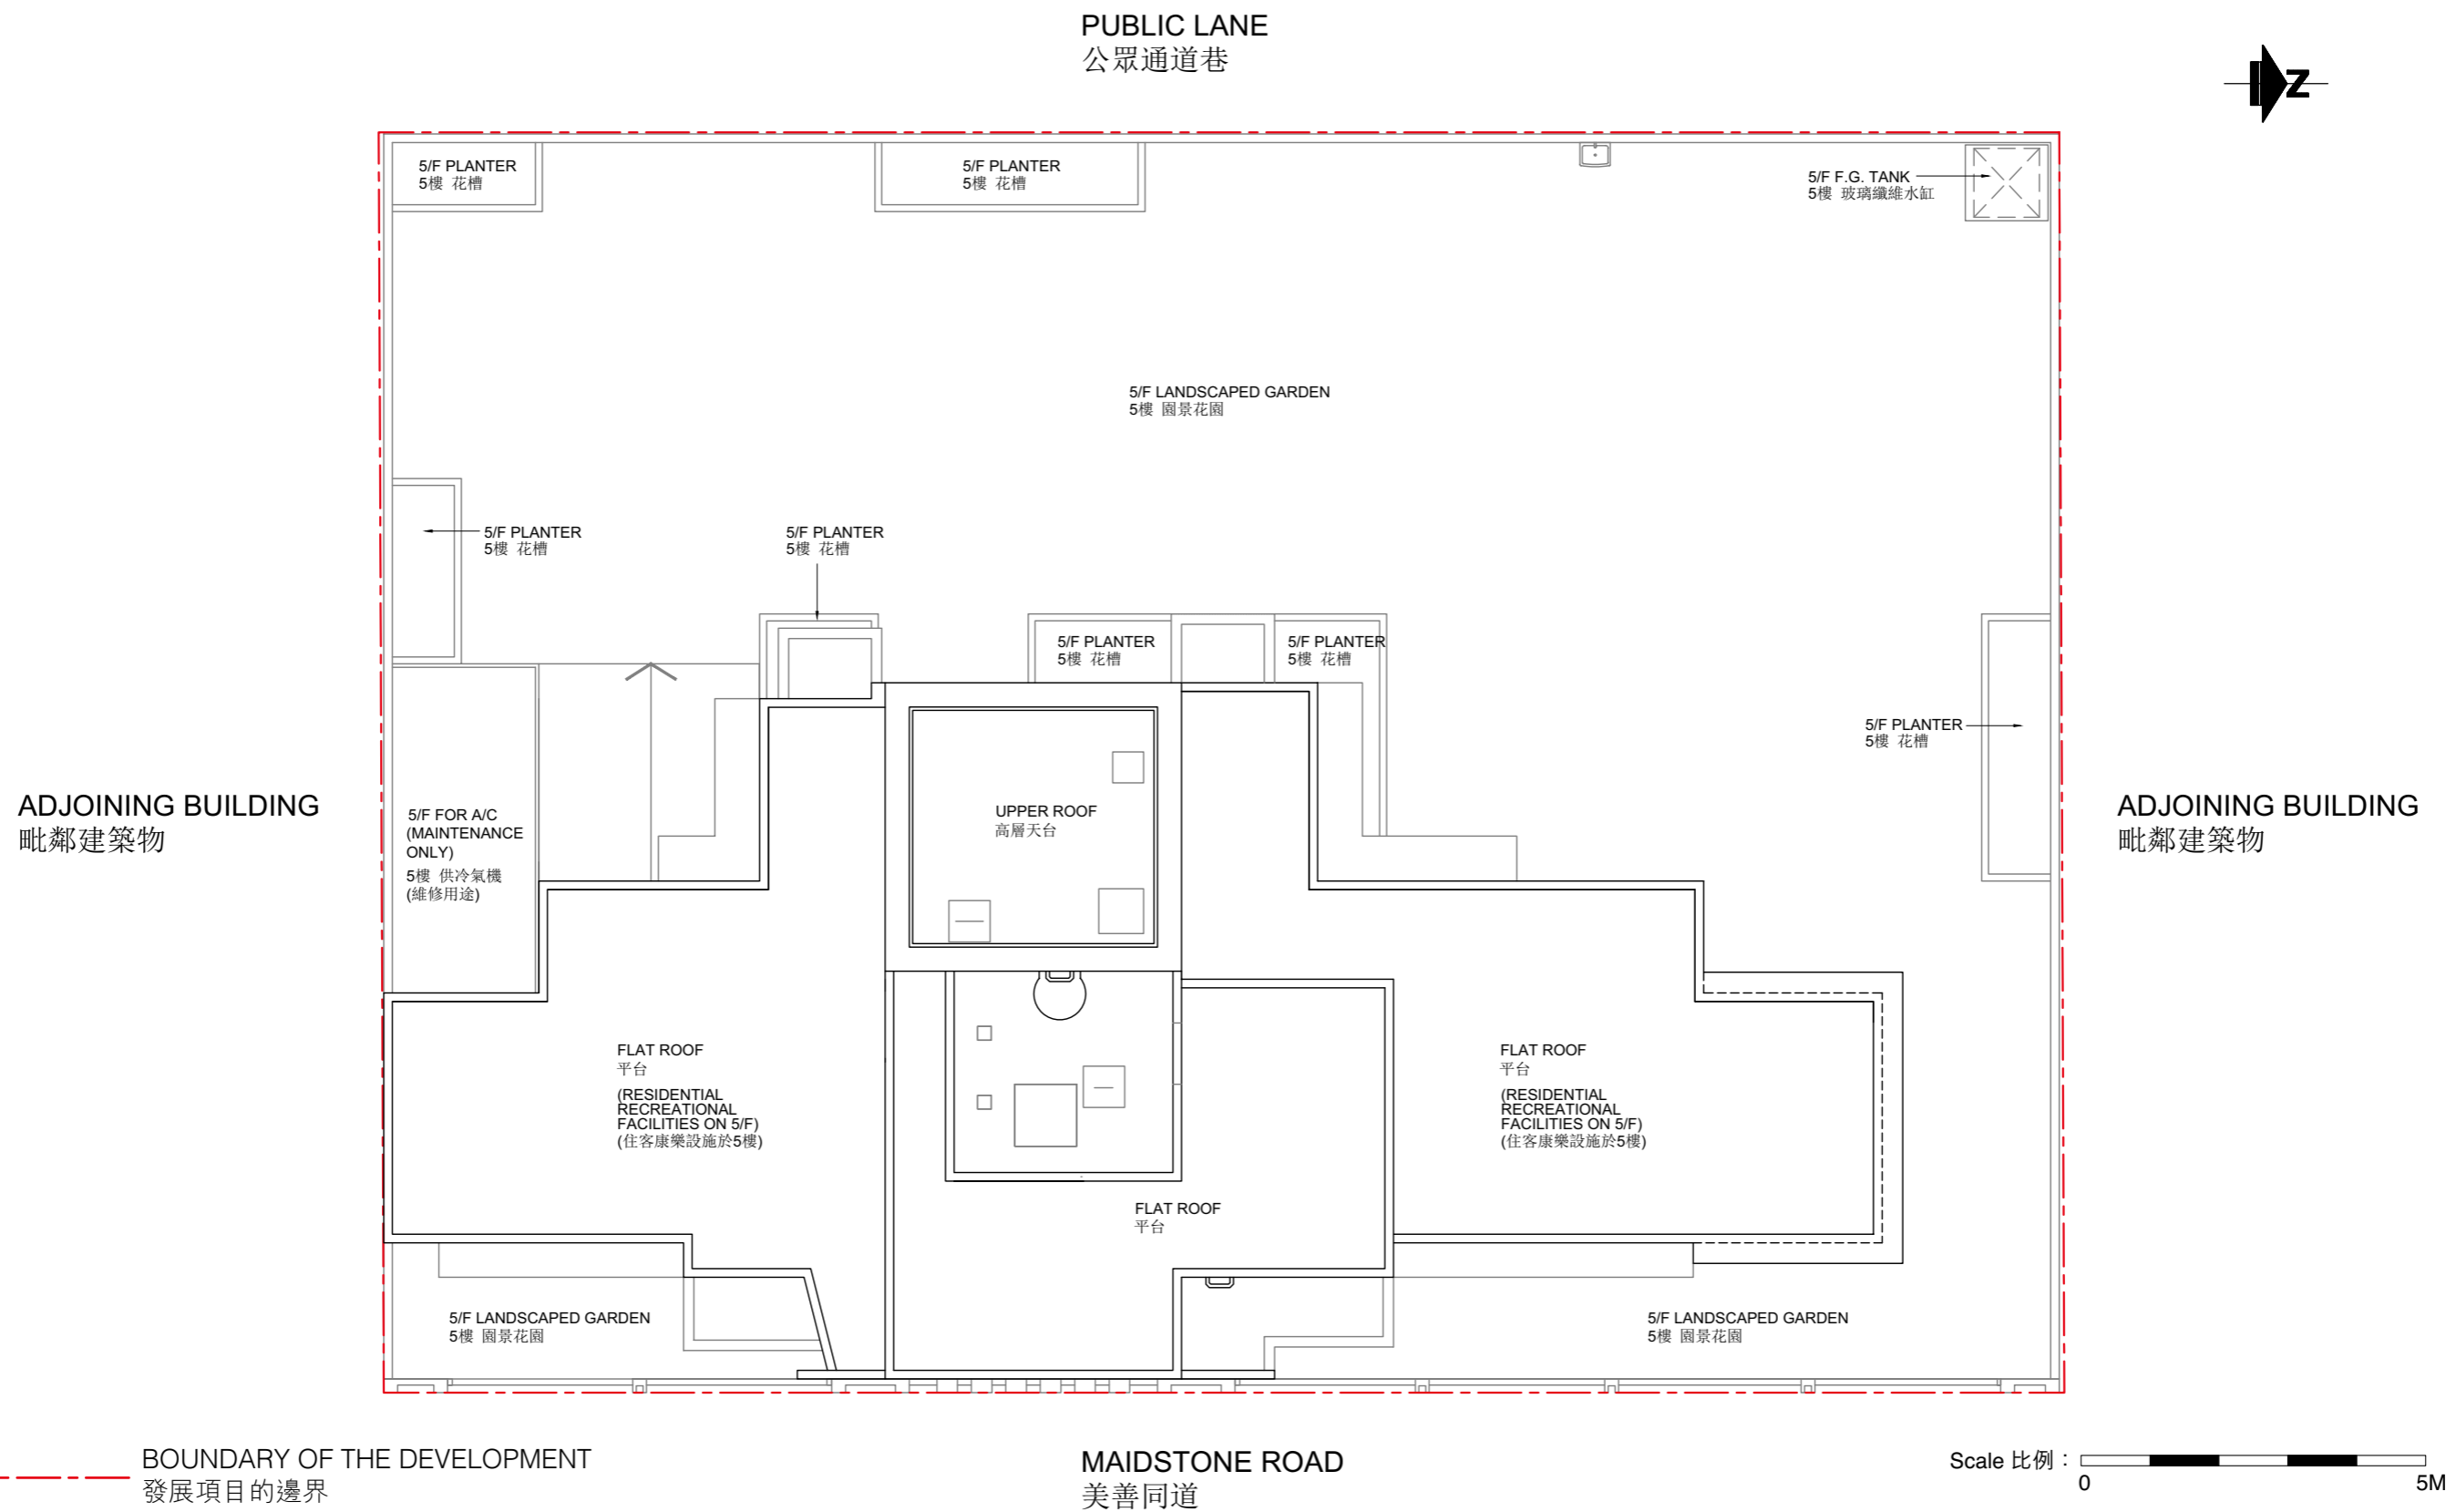 PUBLIC LANE
公眾通道巷
Z
5/F PLANTER
5樓 花槽
5/F PLANTER
5樓 花槽
5/F F.G. TANK
5樓 玻璃纖維水缸
5/F LANDSCAPED GARDEN
5樓 園景花園
5/F PLANTER
5樓 花槽
5/F PLANTER
5樓 花槽
5/F PLANTER
5樓 花槽
5/F PLANTER
5樓 花槽
5/F PLANTER
5樓 花槽
ADJOINING BUILDING
毗鄰建築物
5/F FOR A/C
(MAINTENANCE
ONLY)
5樓 供冷氣機
(維修用途)
UPPER ROOF
高層天台
ADJOINING BUILDING
毗鄰建築物
FLAT ROOF
平台
(RESIDENTIAL
RECREATIONAL
FACILITIES ON 5/F)
(住客康樂設施於5樓)
FLAT ROOF
平台
(RESIDENTIAL
RECREATIONAL
FACILITIES ON 5/F)
(住客康樂設施於5樓)
FLAT ROOF
平台
5/F LANDSCAPED GARDEN
5樓 園景花園
5/F LANDSCAPED GARDEN
5樓 園景花園
BOUNDARY OF THE DEVELOPMENT
發展項目的邊界
MAIDSTONE ROAD
美善同道
Scale 比例：
0 5M